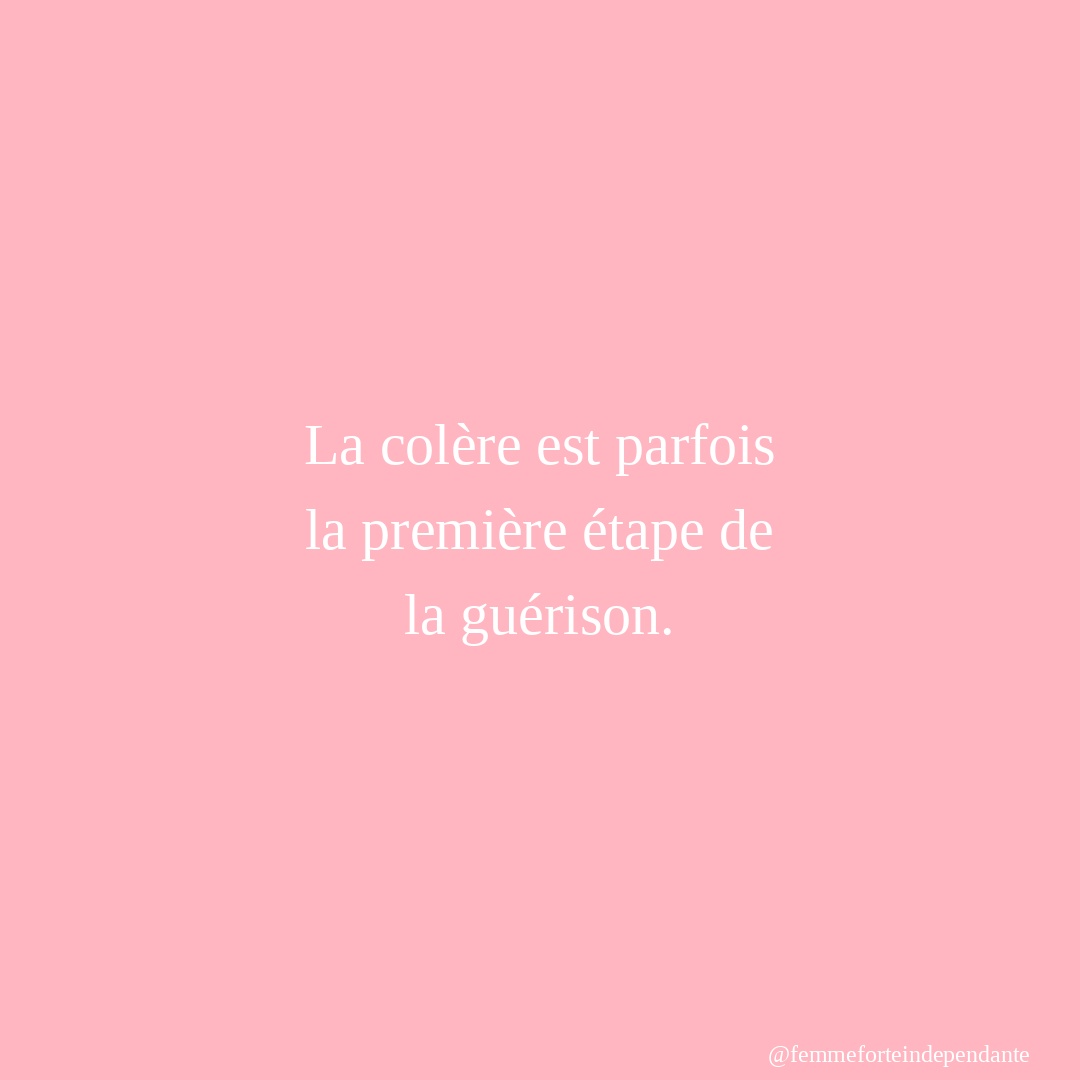 La colère est parfois
la première étape de
la guérison.
@femmeforteindependante